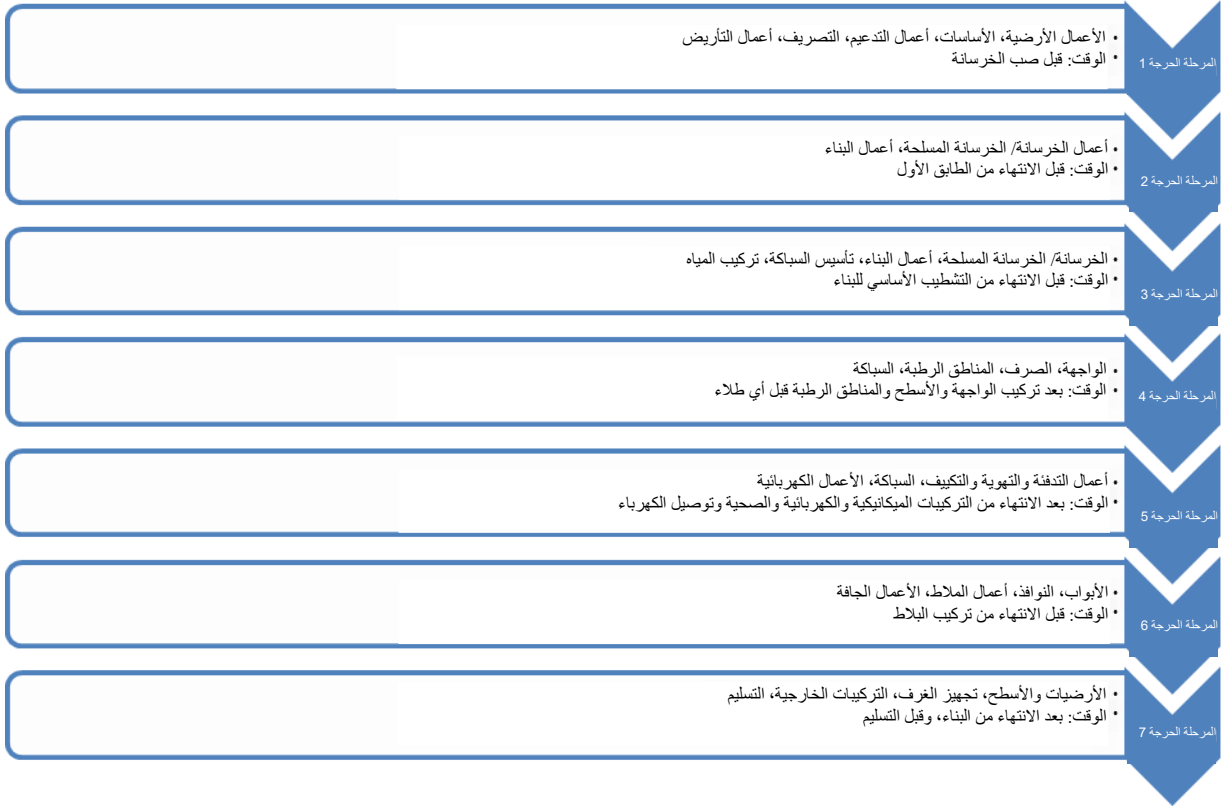 المرحلة الحرجة 1
• الأعمال الأرضية، الأساسات، أعمال التدعيم، التصريف، أعمال التأريض
• الوقت: قبل صب الخرسانة
المرحلة الحرجة 2
• أعمال الخرسانة/ الخرسانة المسلحة، أعمال البناء
• الوقت: قبل الانتهاء من الطابق الأول
المرحلة الحرجة 3
• الخرسانة/ الخرسانة المسلحة، أعمال البناء، تأسيس السباكة، تركيب المياه
• الوقت: قبل الانتهاء من التشطيب الأساسي للبناء
المرحلة الحرجة 4
• الواجهة، الصرف، المناطق الرطبة، السباكة
• الوقت: بعد تركيب الواجهة والأسطح والمناطق الرطبة قبل أي طلاء
المرحلة الحرجة 5
• أعمال التدفئة والتهوية والتكييف، السباكة، الأعمال الكهربائية
• الوقت: بعد الانتهاء من التركيبات الميكانيكية والكهربائية والصحية وتوصيل الكهرباء
المرحلة الحرجة 6
• الأبواب، النوافذ، أعمال الملاط، الأعمال الجافة
• الوقت: قبل الانتهاء من تركيب البلاط
المرحلة الحرجة 7
• الأرضيات والأسطح، تجهيز الغرف، التركيبات الخارجية، التسليم
• الوقت: بعد الانتهاء من البناء، وقبل التسليم